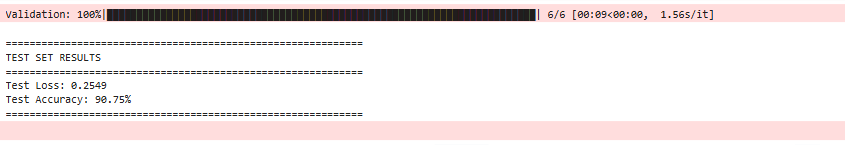 Validation: 100%|██████████| 6/6 [00:09<00:00,  1.56s/it]
============================================================
TEST SET RESULTS
============================================================
Test Loss: 0.2549
Test Accuracy: 90.75%
============================================================